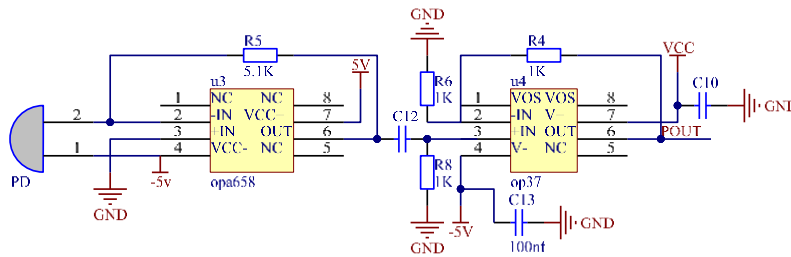 GND
R5
5.1K
5V
R6
1K
R4
1K
VCC
C10
GND
u3
1 NC NC 8
2 -IN VCC- 7
3 +IN OUT 6
4 VCC- NC 5
opa658
2
1
PD
-5v
GND
C12
R8
1K
GND
u4
1 VOS VOS 8
2 -IN V- 7
3 +IN OUT 6
4 V- NC 5
op37
POUT
-5V
C13
100nf
GND